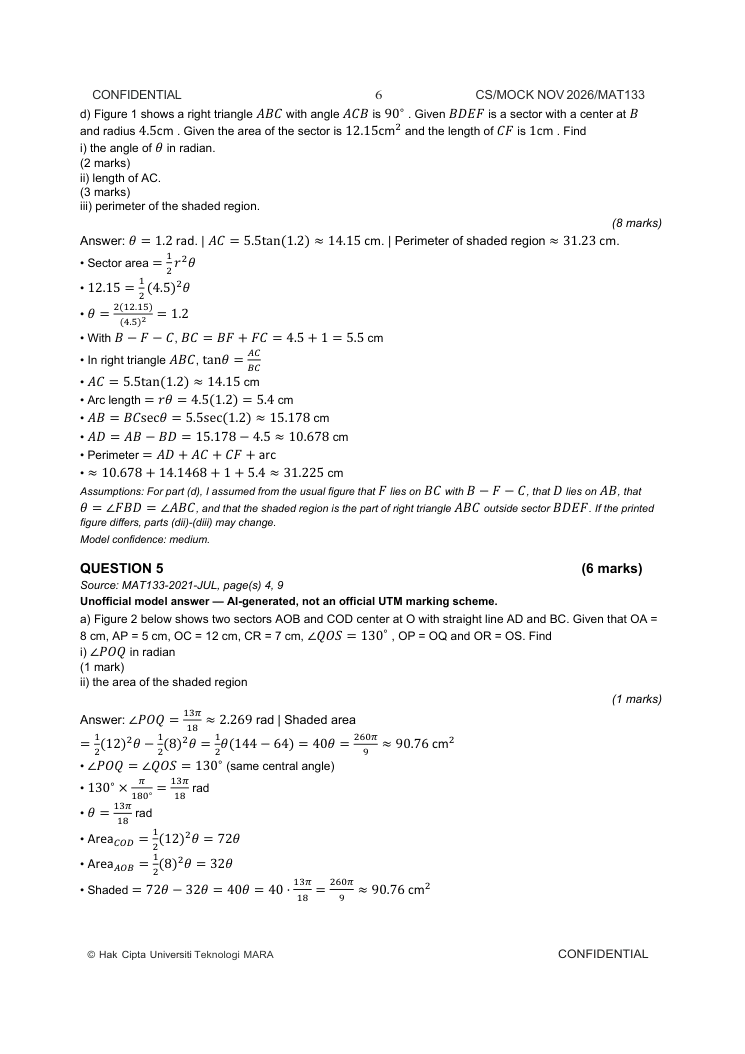 CONFIDENTIAL 6 CS/MOCK NOV 2026/MAT133
d) Figure 1 shows a right triangle 𝐴𝐵𝐶 with angle 𝐴𝐶𝐵 is 90° . Given 𝐵𝐷𝐸𝐹 is a sector with a center at 𝐵
and radius 4.5cm . Given the area of the sector is 12.15cm² and the length of 𝐶𝐹 is 1cm . Find
i) the angle of 𝜃 in radian.
(2 marks)
ii) length of AC.
(3 marks)
iii) perimeter of the shaded region.
(8 marks)
Answer: 𝜃 = 1.2 rad. | 𝐴𝐶 = 5.5tan(1.2) ≈ 14.15 cm. | Perimeter of shaded region ≈ 31.23 cm.
• Sector area = 1/2 𝑟²𝜃
• 12.15 = 1/2 (4.5)²𝜃
• 𝜃 = 2(12.15)/(4.5)² = 1.2
• With 𝐵 − 𝐹 − 𝐶, 𝐵𝐶 = 𝐵𝐹 + 𝐹𝐶 = 4.5 + 1 = 5.5 cm
• In right triangle 𝐴𝐵𝐶, tan𝜃 = 𝐴𝐶/𝐵𝐶
• 𝐴𝐶 = 5.5tan(1.2) ≈ 14.15 cm
• Arc length = 𝑟𝜃 = 4.5(1.2) = 5.4 cm
• 𝐴𝐵 = 𝐵𝐶sec𝜃 = 5.5sec(1.2) ≈ 15.178 cm
• 𝐴𝐷 = 𝐴𝐵 − 𝐵𝐷 = 15.178 − 4.5 ≈ 10.678 cm
• Perimeter = 𝐴𝐷 + 𝐴𝐶 + 𝐶𝐹 + arc
• ≈ 10.678 + 14.1468 + 1 + 5.4 ≈ 31.225 cm
Assumptions: For part (d), I assumed from the usual figure that 𝐹 lies on 𝐵𝐶 with 𝐵 − 𝐹 − 𝐶, that 𝐷 lies on 𝐴𝐵, that
𝜃 = ∠𝐹𝐵𝐷 = ∠𝐴𝐵𝐶, and that the shaded region is the part of right triangle 𝐴𝐵𝐶 outside sector 𝐵𝐷𝐸𝐹. If the printed
figure differs, parts (dii)-(diii) may change.
Model confidence: medium.
QUESTION 5 (6 marks)
Source: MAT133-2021-JUL, page(s) 4, 9
Unofficial model answer — AI-generated, not an official UTM marking scheme.
a) Figure 2 below shows two sectors AOB and COD center at O with straight line AD and BC. Given that OA =
8 cm, AP = 5 cm, OC = 12 cm, CR = 7 cm, ∠𝑄𝑂𝑆 = 130° , OP = OQ and OR = OS. Find
i) ∠𝑃𝑂𝑄 in radian
(1 mark)
ii) the area of the shaded region
(1 marks)
Answer: ∠𝑃𝑂𝑄 = 13𝜋/18 ≈ 2.269 rad | Shaded area
= 1/2 (12)²𝜃 − 1/2 (8)²𝜃 = 1/2 𝜃(144 − 64) = 40𝜃 = 260𝜋/9 ≈ 90.76 cm²
• ∠𝑃𝑂𝑄 = ∠𝑄𝑂𝑆 = 130° (same central angle)
• 130° × 𝜋/180° = 13𝜋/18 rad
• 𝜃 = 13𝜋/18 rad
• Area𝐶𝑂𝐷 = 1/2 (12)²𝜃 = 72𝜃
• Area𝐴𝑂𝐵 = 1/2 (8)²𝜃 = 32𝜃
• Shaded = 72𝜃 − 32𝜃 = 40𝜃 = 40 ⋅ 13𝜋/18 = 260𝜋/9 ≈ 90.76 cm²
© Hak Cipta Universiti Teknologi MARA CONFIDENTIAL